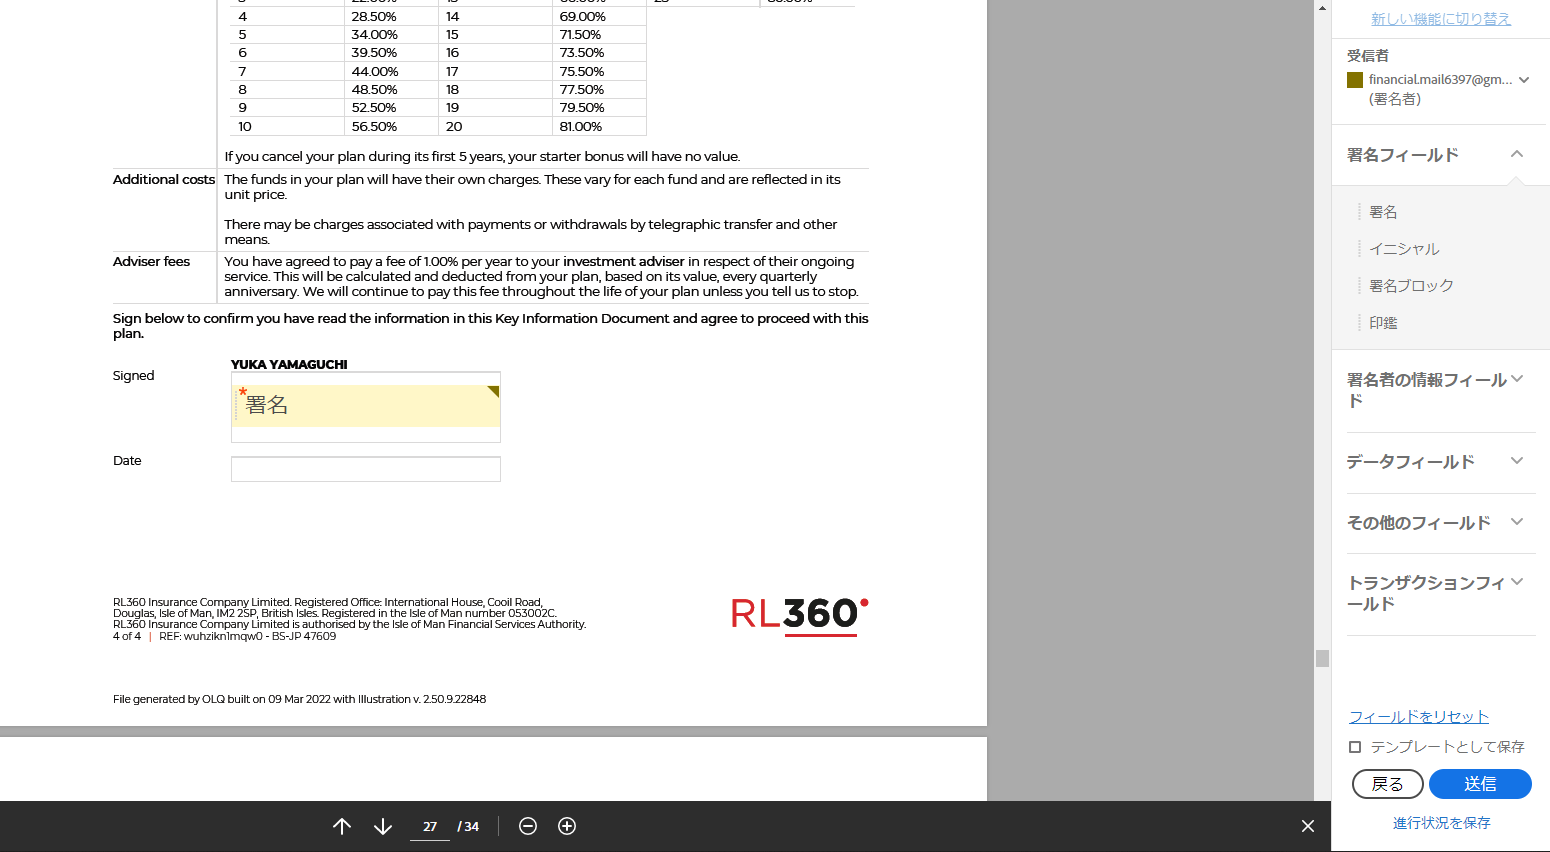 4 28.50% 14 69.00%
5 34.00% 15 71.50%
6 39.50% 16 73.50%
7 44.00% 17 75.50%
8 48.50% 18 77.50%
9 52.50% 19 79.50%
10 56.50% 20 81.00%
If you cancel your plan during its first 5 years, your starter bonus will have no value.
Additional costs The funds in your plan will have their own charges. These vary for each fund and are reflected in its
unit price.
There may be charges associated with payments or withdrawals by telegraphic transfer and other
means.
Adviser fees You have agreed to pay a fee of 1.00% per year to your investment adviser in respect of their ongoing
service. This will be calculated and deducted from your plan, based on its value, every quarterly
anniversary. We will continue to pay this fee throughout the life of your plan unless you tell us to stop.
Sign below to confirm you have read the information in this Key Information Document and agree to proceed with this
plan.
YUKA YAMAGUCHI
Signed
*署名
Date
RL360 Insurance Company Limited. Registered Office: International House, Cooil Road,
Douglas, Isle of Man, IM2 2SP, British Isles. Registered in the Isle of Man number 053002C.
RL360 Insurance Company Limited is authorised by the Isle of Man Financial Services Authority.
4 of 4 | REF: wuhzikn1mqw0 - BS-JP 47609
RL360
File generated by OLQ built on 09 Mar 2022 with Illustration v. 2.50.9.22848
27 / 34
新しい機能に切り替え
受信者
financial.mail6397@gm...
(署名者)
署名フィールド
署名
イニシャル
署名ブロック
印鑑
署名者の情報フィール
ド
データフィールド
その他のフィールド
トランザクションフィ
ールド
フィールドをリセット
テンプレートとして保存
戻る 送信
進行状況を保存